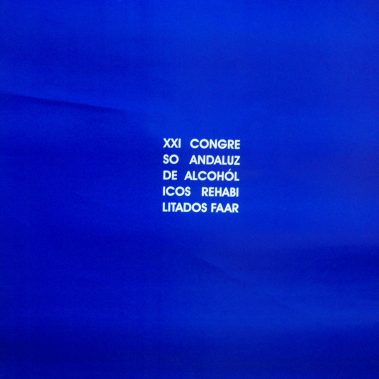 XXI CONGRE
SO ANDALUZ
DE ALCOHÓL
ICOS REHABI
LITADOS FAAR